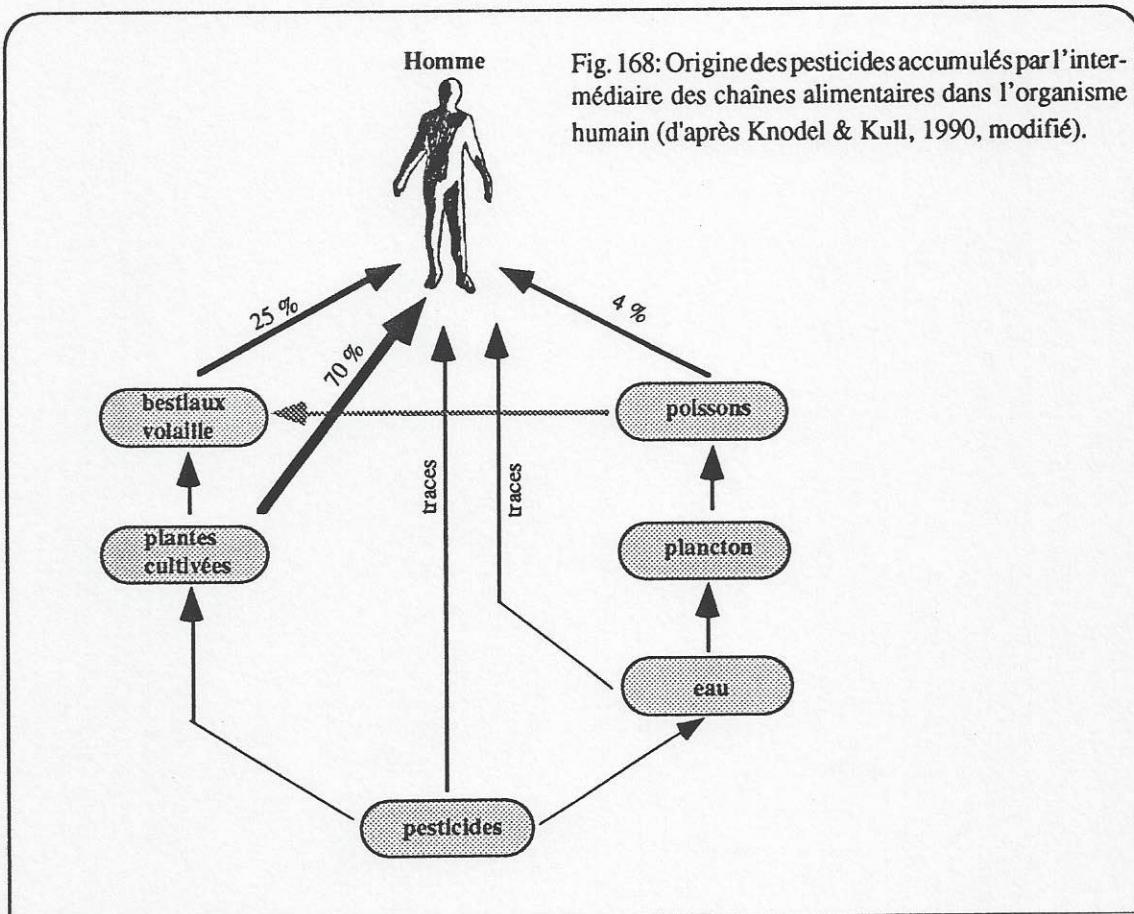 Homme
Fig. 168: Origine des pesticides accumulés par l'inter-
médiaire des chaînes alimentaires dans l'organisme
humain (d'après Knodel & Kull, 1990, modifié).
25 %
70 %
4 %
bestiaux
volaille
poissons
traces
traces
plantes
cultivées
plancton
eau
pesticides